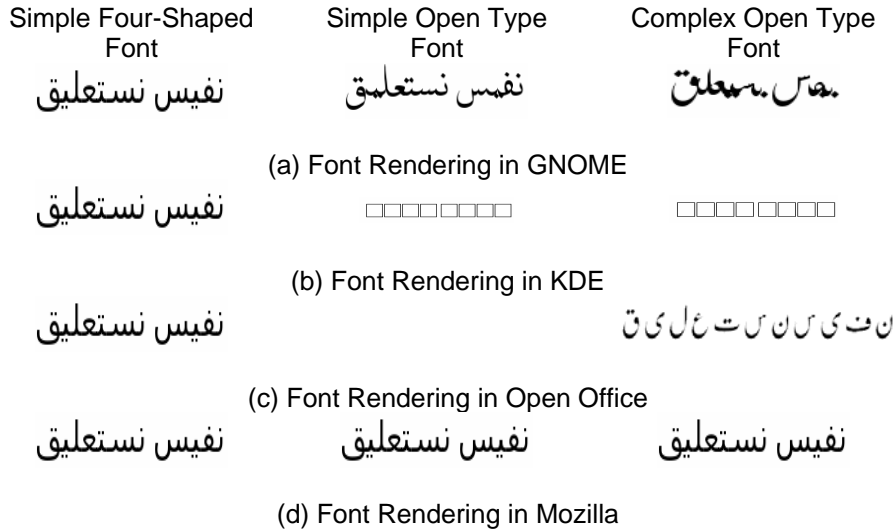 Simple Four-Shaped Font Simple Open Type Font Complex Open Type Font
نفیس نستعلیق نفیس نستعلیق نفیس نستعلیق
(a) Font Rendering in GNOME
نفیس نستعلیق
(b) Font Rendering in KDE
نفیس نستعلیق ن ف ی س ن س ت ع ل ی ق
(c) Font Rendering in Open Office
نفیس نستعلیق نفیس نستعلیق نفیس نستعلیق
(d) Font Rendering in Mozilla